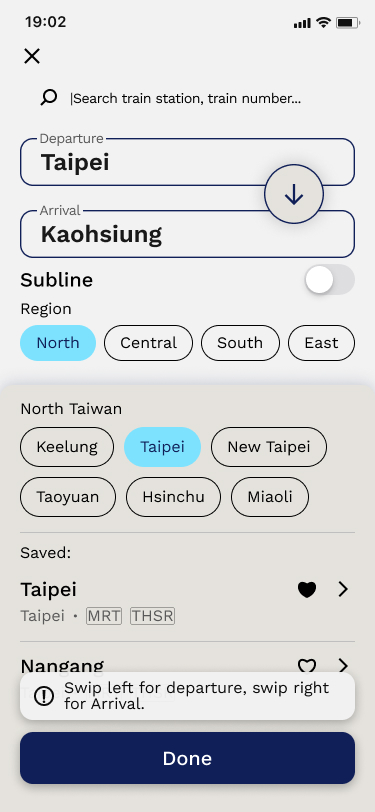 19:02
Search train station, train number...
Departure
Taipei
Arrival
Kaohsiung
Subline
Region
North Central South East
North Taiwan
Keelung Taipei New Taipei
Taoyuan Hsinchu Miaoli
Saved:
Taipei
Taipei • MRT THSR
Nangang
Swip left for departure, swip right
for Arrival.
Done